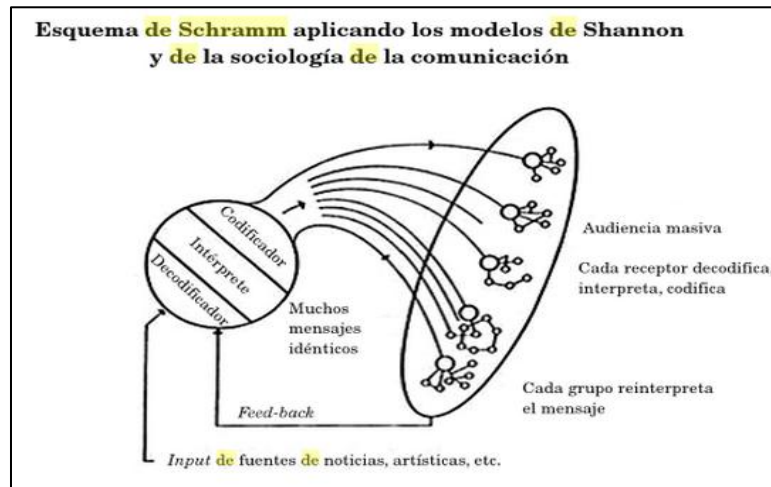 Esquema de Schramm aplicando los modelos de Shannon
y de la sociología de la comunicación
Codificador
Intérprete
Decodificador
Muchos
mensajes
idénticos
Audiencia masiva
Cada receptor decodifica,
interpreta, codifica
Cada grupo reinterpreta
el mensaje
Feed-back
Input de fuentes de noticias, artísticas, etc.